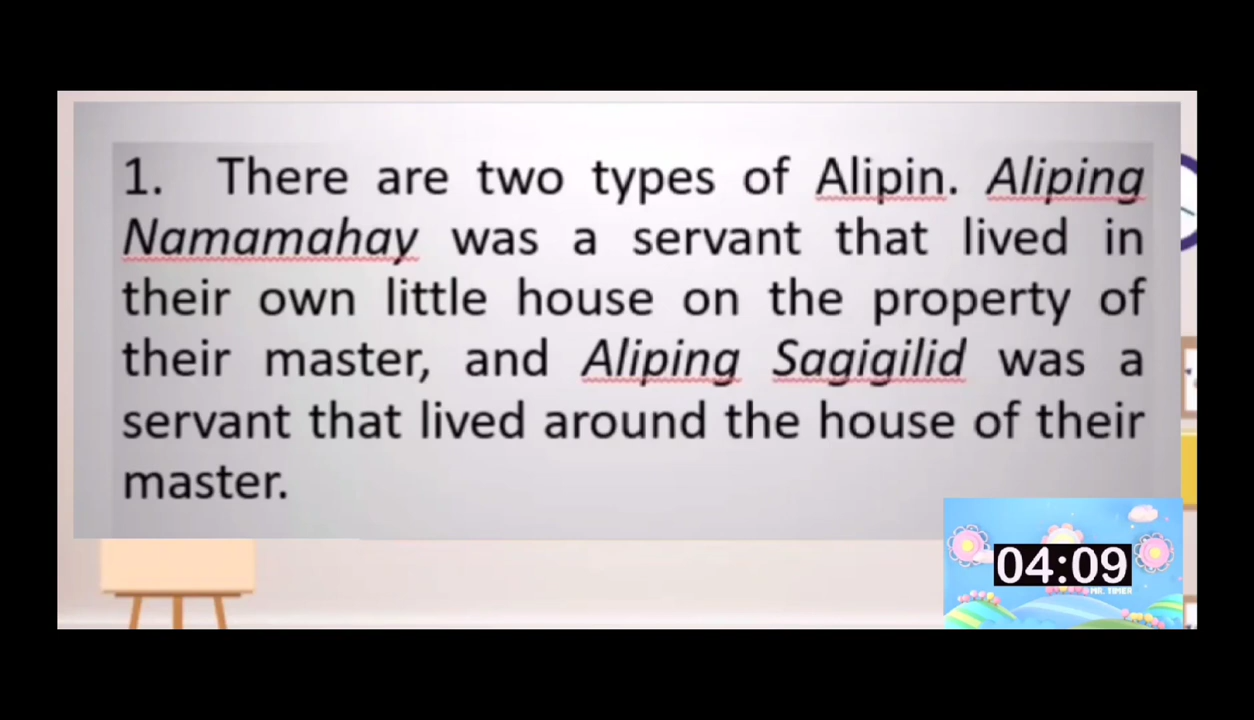 1. There are two types of Alipin. Aliping
Namamahay was a servant that lived in
their own little house on the property of
their master, and Aliping Sagigilid was a
servant that lived around the house of their
master.
04:09
MR. TIMER